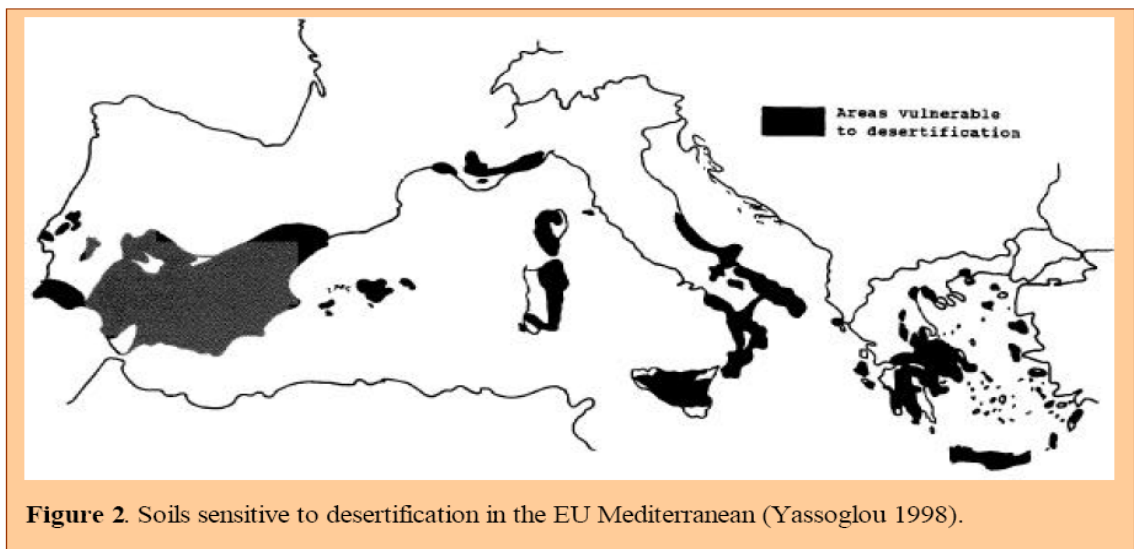 Areas vulnerable
to desertification
Figure 2. Soils sensitive to desertification in the EU Mediterranean (Yassoglou 1998).